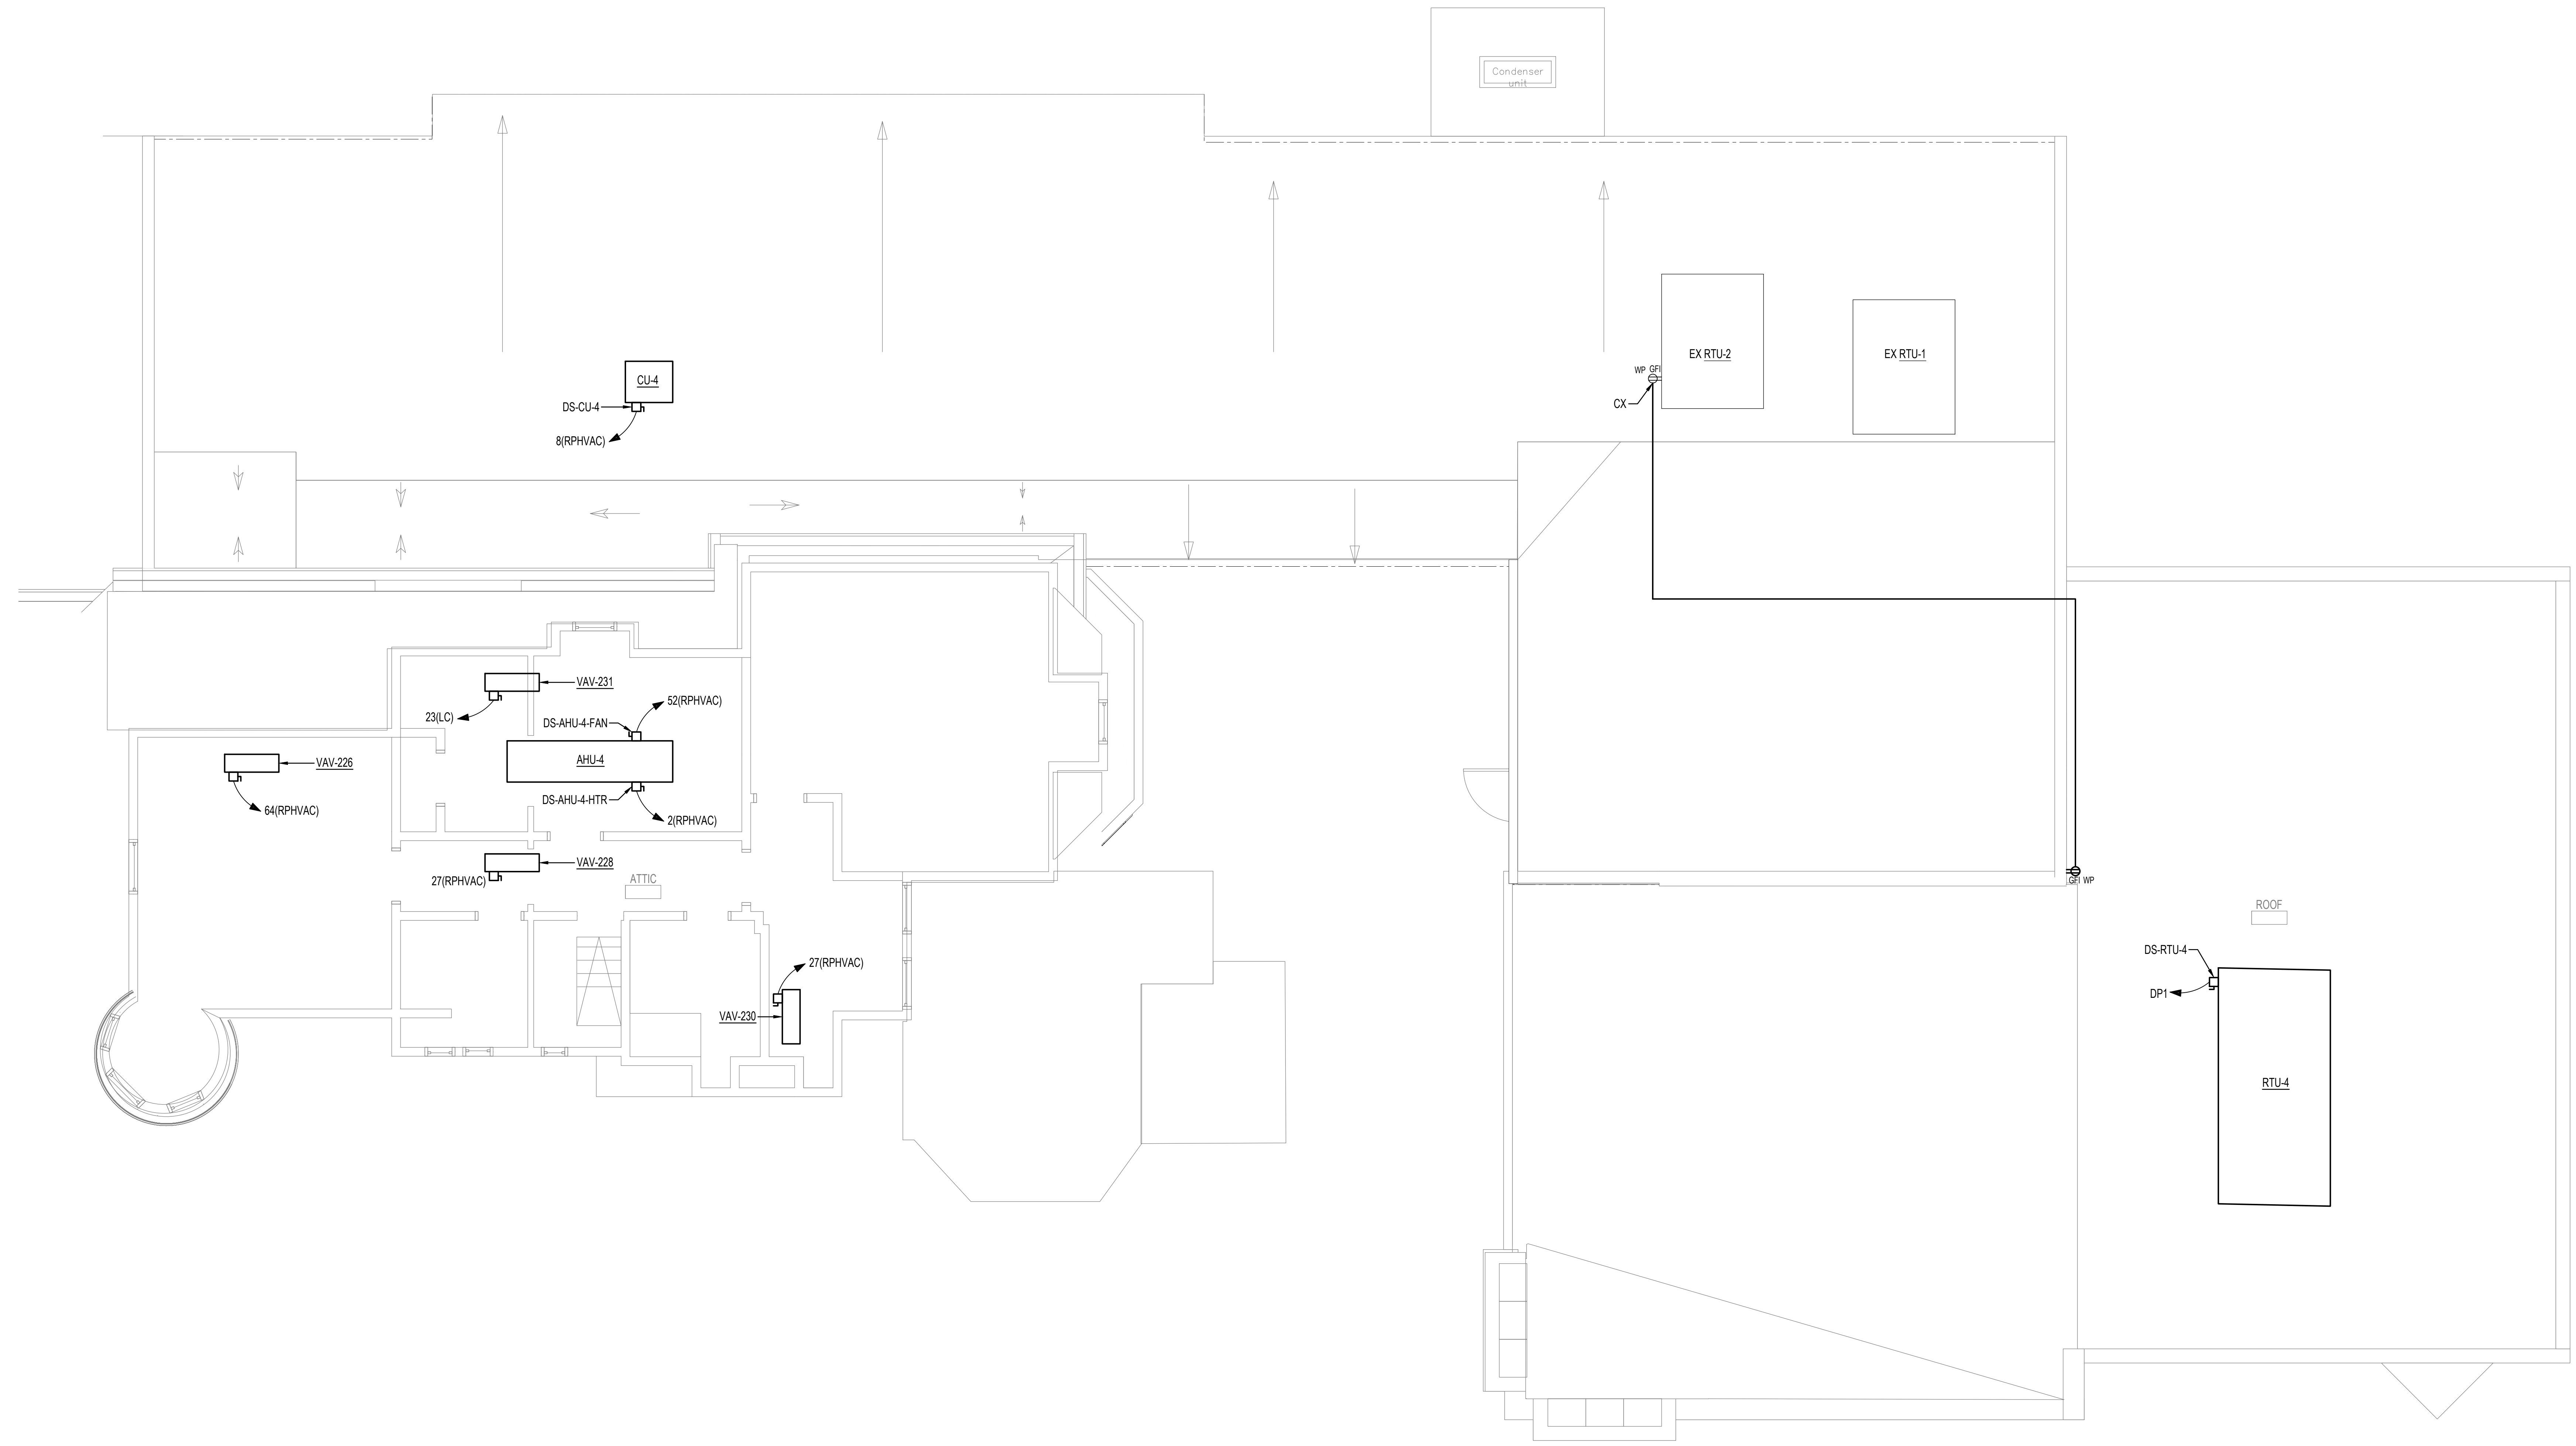 Condenser
unit
EX RTU-2
EX RTU-1
WP GFI
CX
CU-4
DS-CU-4
8(RPHVAC)
VAV-231
23(LC)
52(RPHVAC)
DS-AHU-4-FAN
AHU-4
DS-AHU-4-HTR
2(RPHVAC)
VAV-226
64(RPHVAC)
VAV-228
27(RPHVAC)
ATTIC
GFI WP
ROOF
27(RPHVAC)
VAV-230
DS-RTU-4
DP1
RTU-4